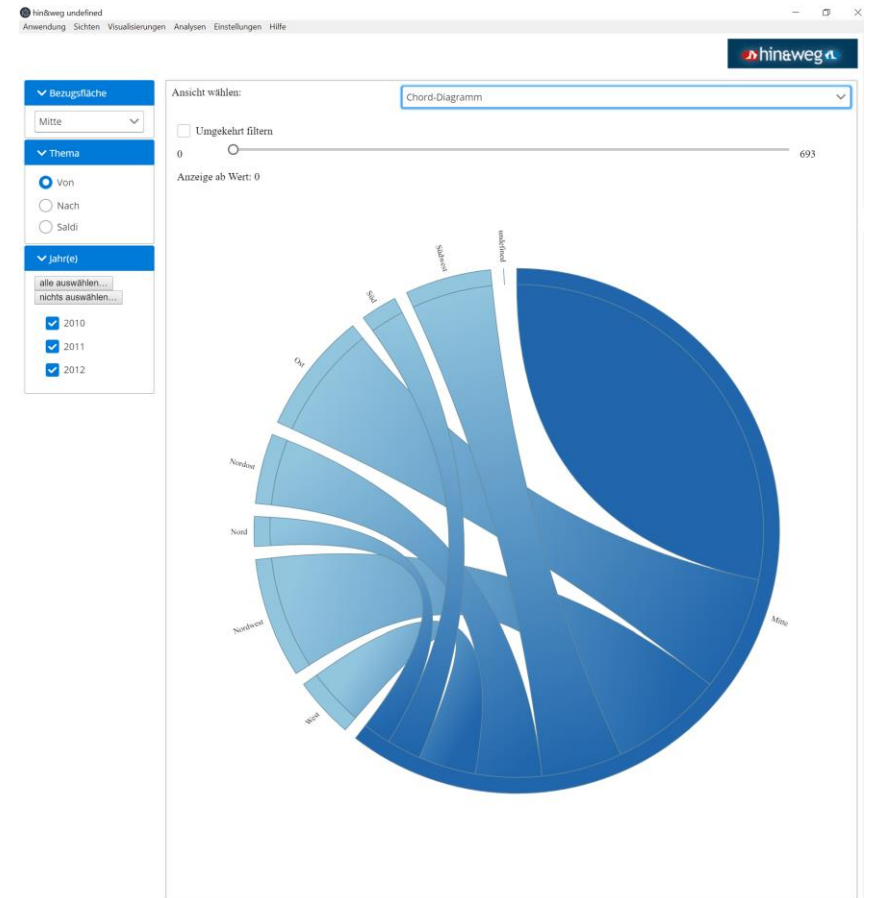 hin&weg undefined
Anwendung Sichten Visualisierungen Analysen Einstellungen Hilfe
hin&weg
Bezugsfläche
Mitte
Thema
Von
Nach
Saldi
Jahr(e)
alle auswählen...
nichts auswählen...
2010
2011
2012
Ansicht wählen:
Chord-Diagramm
Umgekehrt filtern
0
693
Anzeige ab Wert: 0
undefined
Südwest
Süd
Ost
Nordost
Nord
Nordwest
West
Mitte